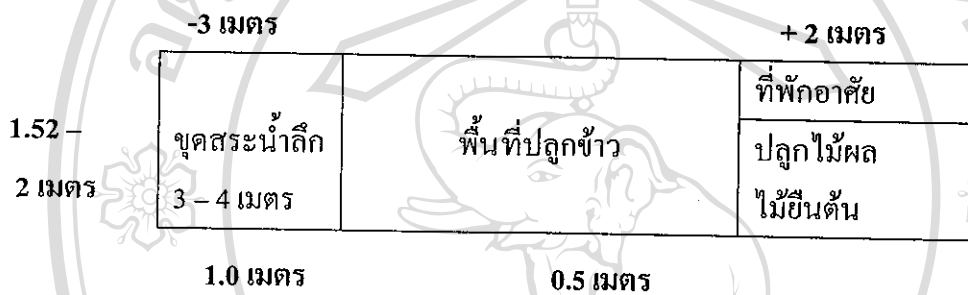 -3 เมตร
+ 2 เมตร
1.52 –
2 เมตร
ขุดสระน้ำลึก
3 – 4 เมตร
พื้นที่ปลูกข้าว
ที่พักอาศัย
ปลูกไม้ผล
ไม้ยืนต้น
1.0 เมตร
0.5 เมตร